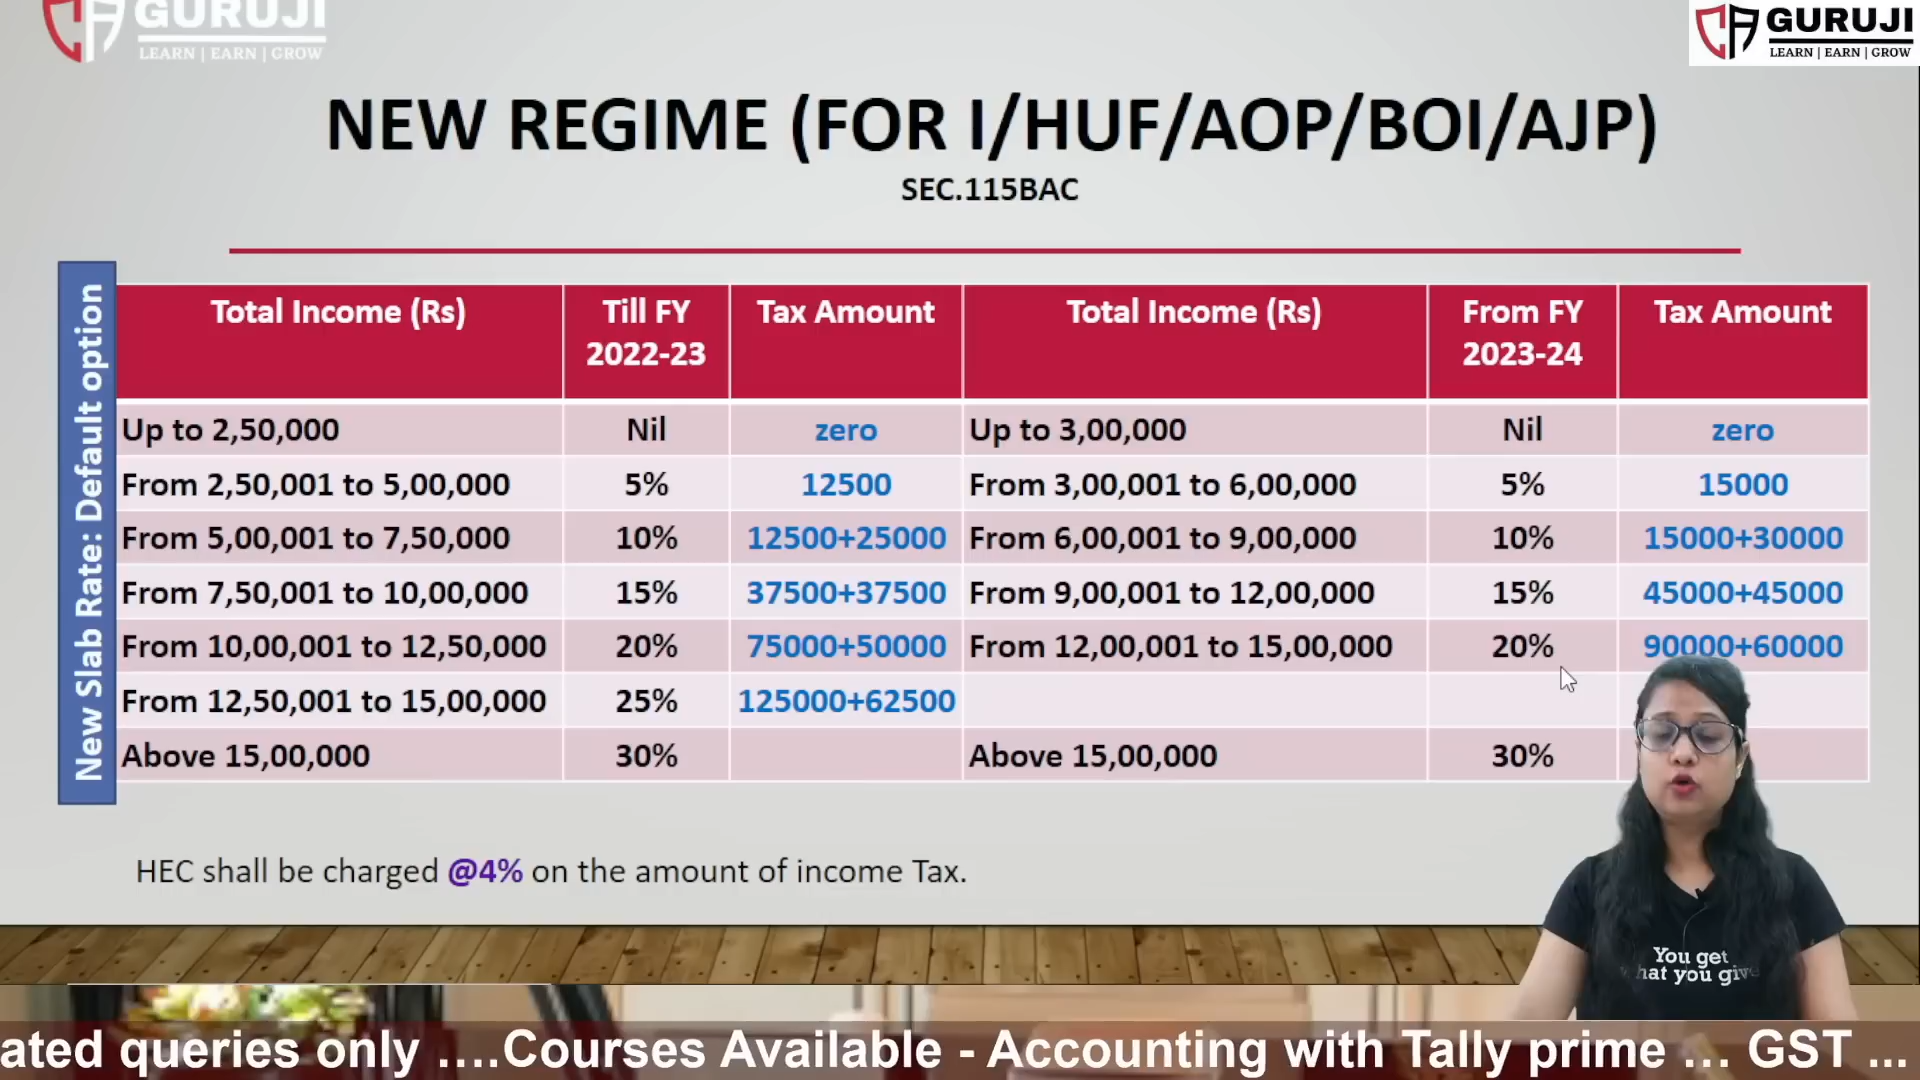 GURUJI
LEARN | EARN | GROW
GURUJI
LEARN | EARN | GROW
NEW REGIME (FOR I/HUF/AOP/BOI/AJP)
SEC.115BAC
New Slab Rate: Default option
Total Income (Rs) Till FY 2022-23 Tax Amount Total Income (Rs) From FY 2023-24 Tax Amount
Up to 2,50,000 Nil zero Up to 3,00,000 Nil zero
From 2,50,001 to 5,00,000 5% 12500 From 3,00,001 to 6,00,000 5% 15000
From 5,00,001 to 7,50,000 10% 12500+25000 From 6,00,001 to 9,00,000 10% 15000+30000
From 7,50,001 to 10,00,000 15% 37500+37500 From 9,00,001 to 12,00,000 15% 45000+45000
From 10,00,001 to 12,50,000 20% 75000+50000 From 12,00,001 to 15,00,000 20% 90000+60000
From 12,50,001 to 15,00,000 25% 125000+62500
Above 15,00,000 30% Above 15,00,000 30%
HEC shall be charged @4% on the amount of income Tax.
You get
what you give
ated queries only ....Courses Available - Accounting with Tally prime ... GST ...